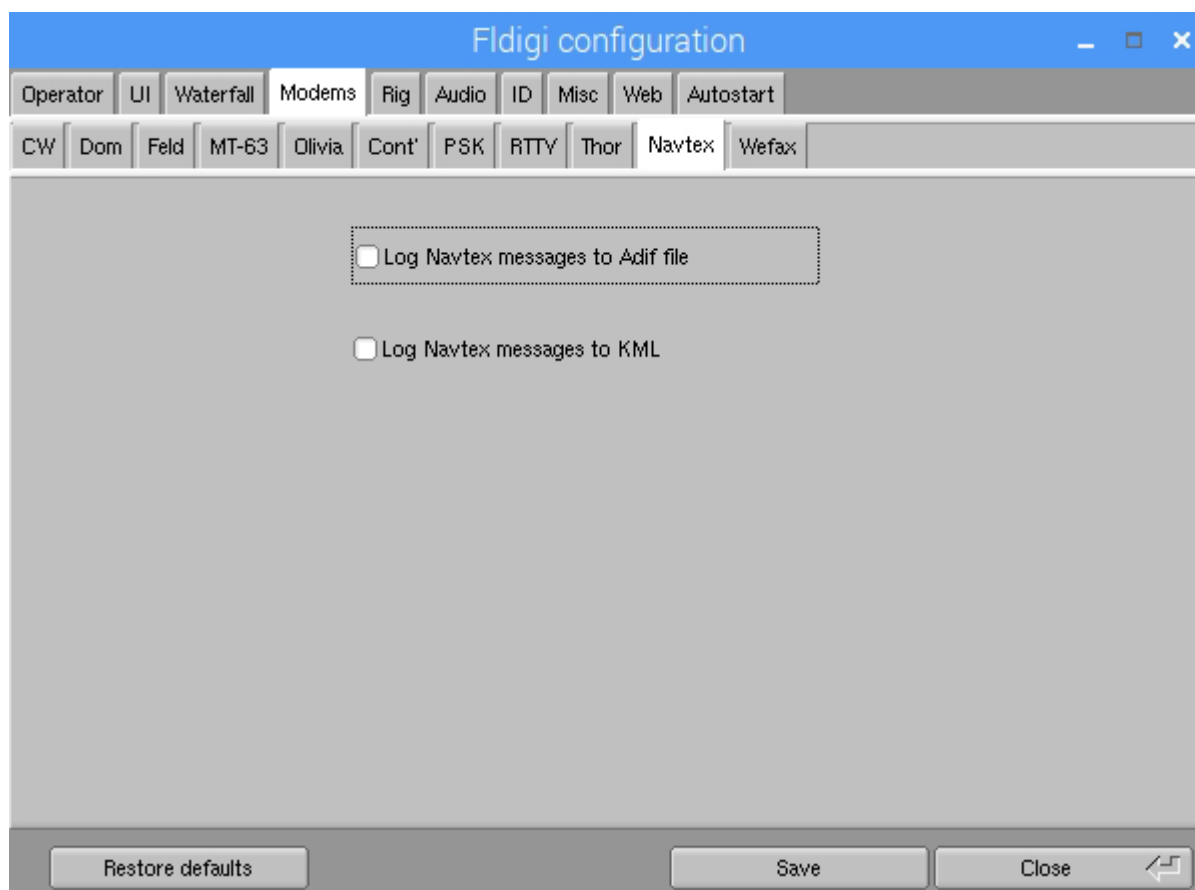 Fldigi configuration
Operator UI Waterfall Modems Rig Audio ID Misc Web Autostart
CW Dom Feld MT-63 Olivia Cont' PSK RTTY Thor Navtex Wefax
Log Navtex messages to Adif file
Log Navtex messages to KML
Restore defaults Save Close